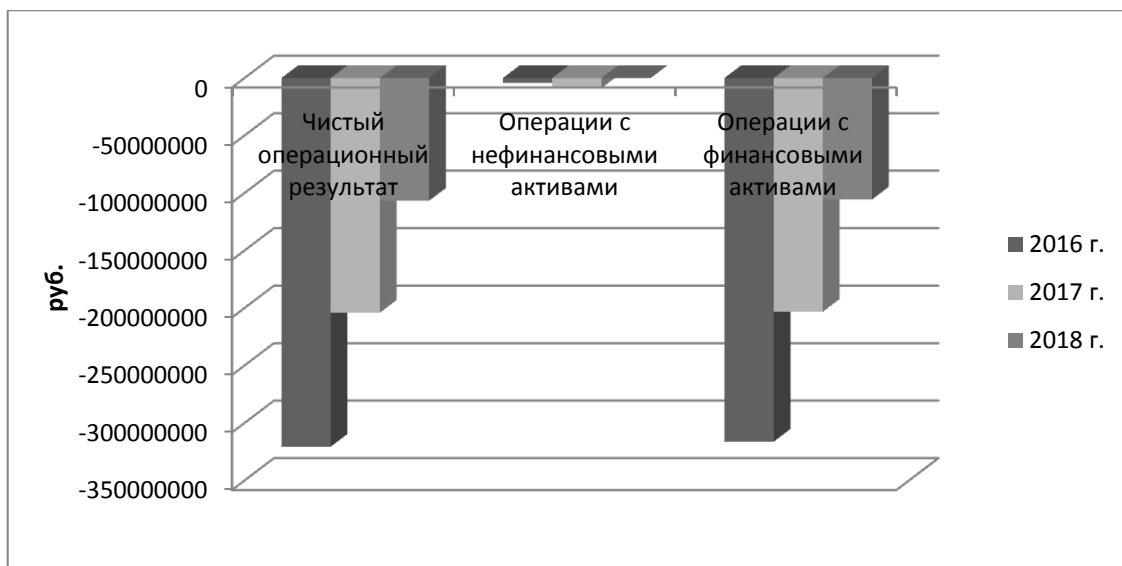 0
-50000000
-100000000
-150000000
-200000000
-250000000
-300000000
-350000000
руб.
Чистый
операционный
результат
Операции с
нефинансовыми
активами
Операции с
финансовыми
активами
2016 г.
2017 г.
2018 г.